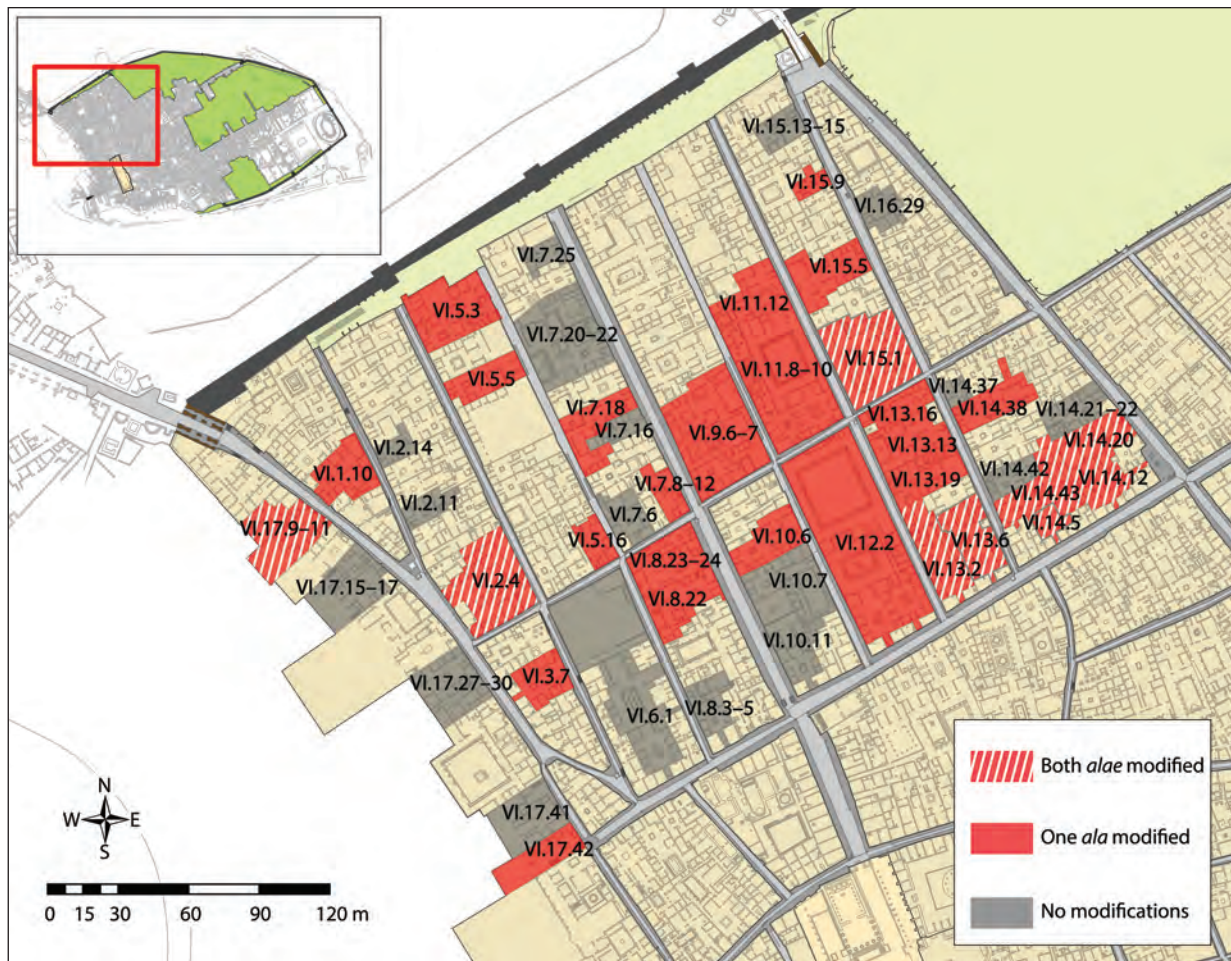 VI.15.13–15
VI.15.9
VI.16.29
VI.7.25
VI.15.5
VI.5.3
VI.11.12
VI.7.20–22
VI.15.1
VI.11.8–10
VI.5.5
VI.14.37
VI.7.18
VI.13.16
VI.14.38
VI.14.21–22
VI.7.16
VI.9.6–7
VI.14.20
VI.2.14
VI.13.13
VI.1.10
VI.14.42
VI.14.12
VI.7.8–12
VI.13.19
VI.14.43
VI.2.11
VI.17.9–11
VI.7.6
VI.14.5
VI.5.16
VI.10.6
VI.12.2
VI.13.6
VI.8.23–24
VI.13.2
VI.17.15–17
VI.2.4
VI.10.7
VI.8.22
VI.10.11
VI.17.27–30
VI.3.7
VI.6.1
VI.8.3–5
VI.17.41
VI.17.42
N
W E
S
0 15 30 60 90 120 m
Both alae modified
One ala modified
No modifications